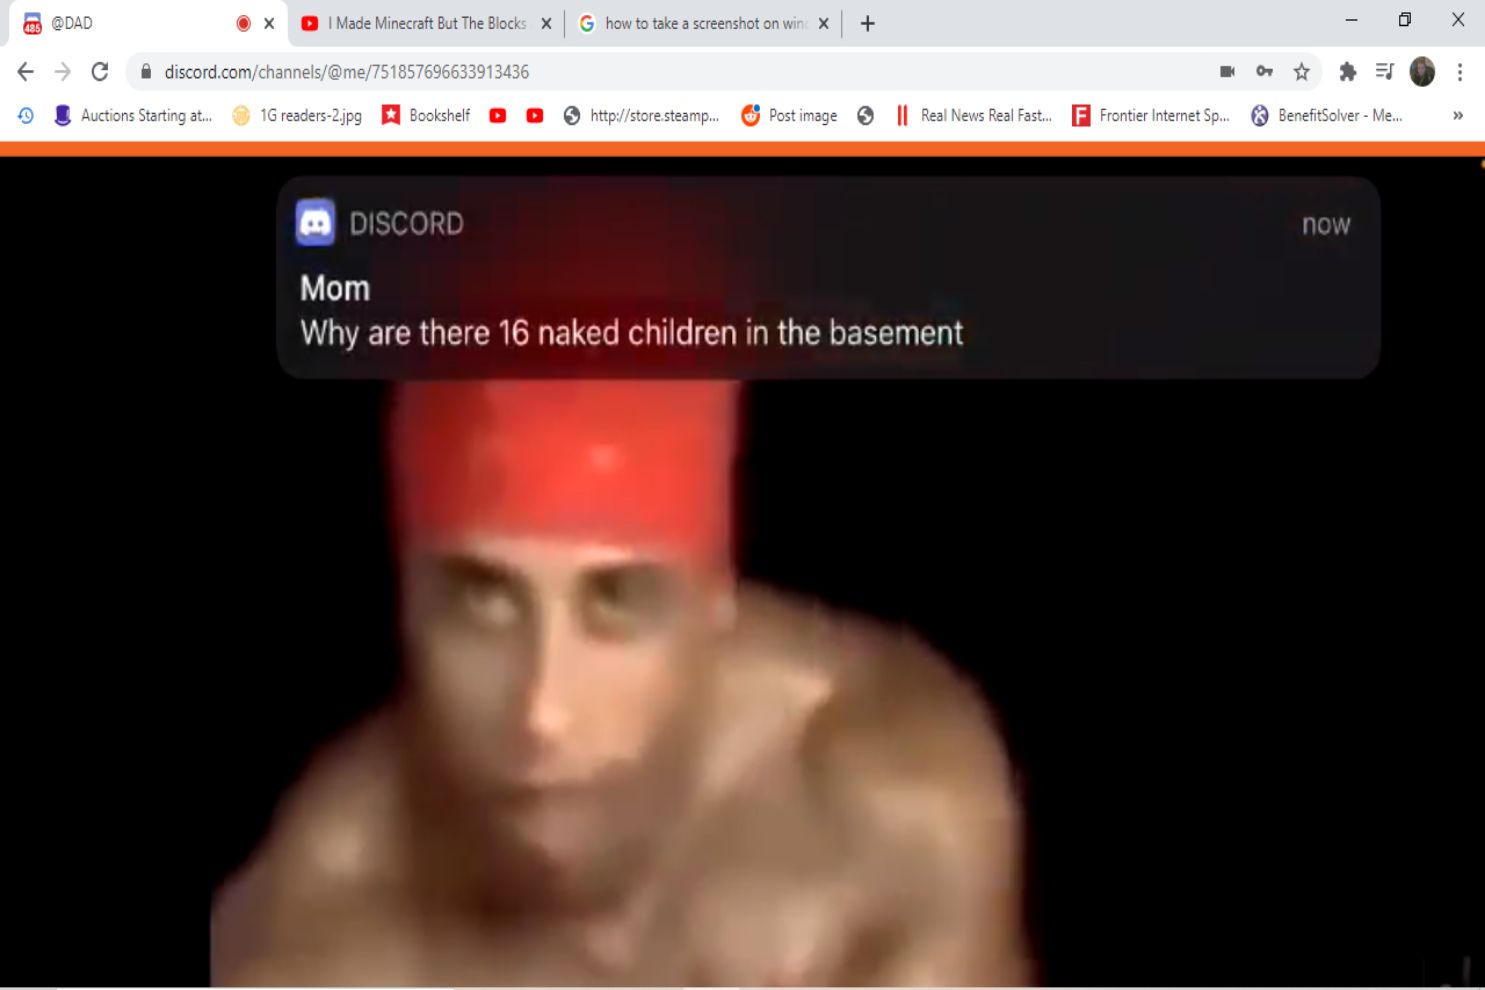 @DAD
I Made Minecraft But The Blocks
how to take a screenshot on win
discord.com/channels/@me/751857696633913436
Auctions Starting at...
1G readers-2.jpg
Bookshelf
http://store.steamp...
Post image
Real News Real Fast...
Frontier Internet Sp...
BenefitSolver - Me...
»
DISCORD
now
Mom
Why are there 16 naked children in the basement